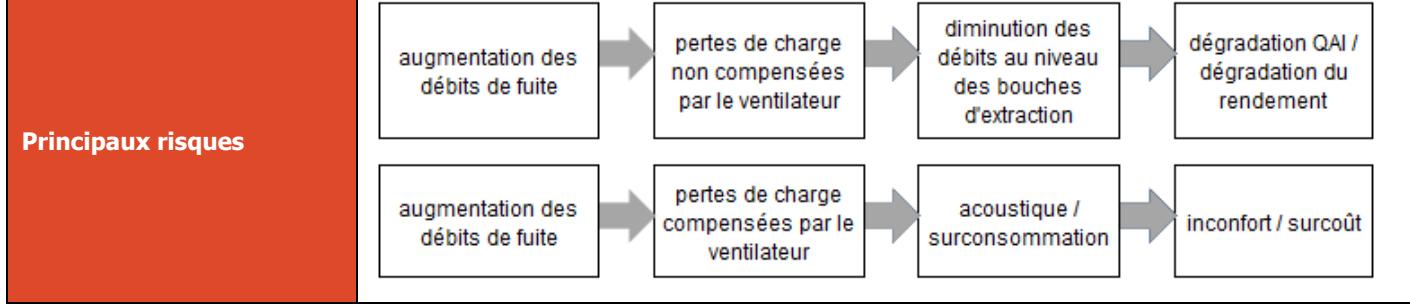 Principaux risques
augmentation des
débits de fuite
pertes de charge
non compensées
par le ventilateur
diminution des
débits au niveau
des bouches
d'extraction
dégradation QAI /
dégradation du
rendement
augmentation des
débits de fuite
pertes de charge
compensées par le
ventilateur
acoustique /
surconsommation
inconfort / surcoût